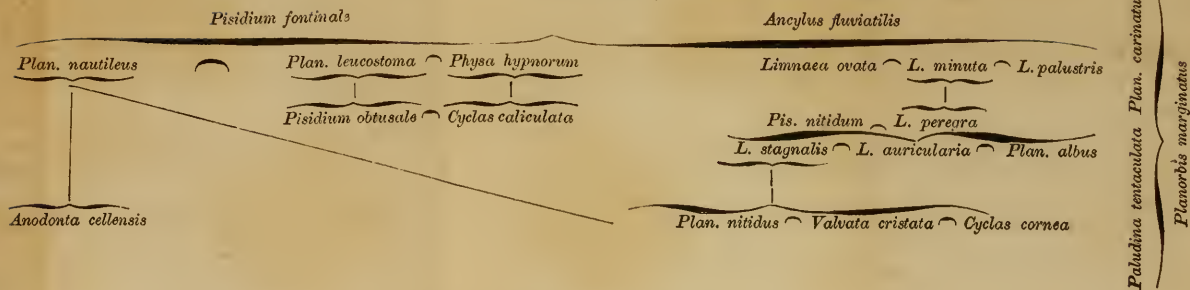 Pisidium fontinale Ancylus fluviatilis
Plan. nautileus Plan. leucostoma Physa hypnorum Limnaea ovata L. minuta L. palustris
Pisidium obtusale Cyclas caliculata Pis. nitidum L. peregra
L. stagnalis L. auricularia Plan. albus
Anodonta cellensis Plan. nitidus Valvata cristata Cyclas cornea
Paludina tentaculata Plan. carinatus
Planorbis marginatus